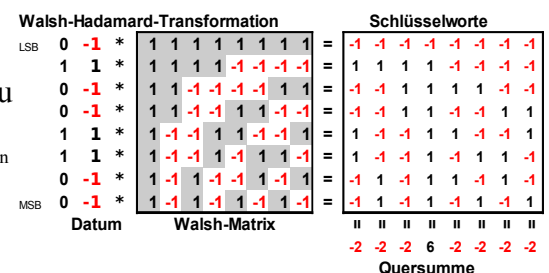 Walsh-Hadamard-Transformation Schlüsselworte
LSB 0 -1 * 1 1 1 1 1 1 1 1 = -1 -1 -1 -1 -1 -1 -1 -1
1 1 * 1 1 1 1 -1 -1 -1 -1 = 1 1 1 1 -1 -1 -1 -1
u 0 -1 * 1 1 -1 -1 -1 -1 1 1 = -1 -1 1 1 1 1 -1 -1
0 -1 * 1 1 -1 -1 1 1 -1 -1 = -1 -1 1 1 -1 -1 1 1
n 1 1 * 1 -1 -1 1 1 -1 -1 1 = 1 -1 -1 1 1 -1 -1 1
1 1 * 1 -1 -1 1 -1 1 1 -1 = 1 -1 -1 1 -1 1 1 -1
0 -1 * 1 -1 1 -1 -1 1 -1 1 = -1 1 -1 1 1 -1 1 -1
MSB 0 -1 * 1 -1 1 -1 1 -1 1 -1 = -1 1 -1 1 -1 1 -1 1
Datum Walsh-Matrix = = = = = = = =
-2 -2 -2 6 -2 -2 -2 -2
Quersumme